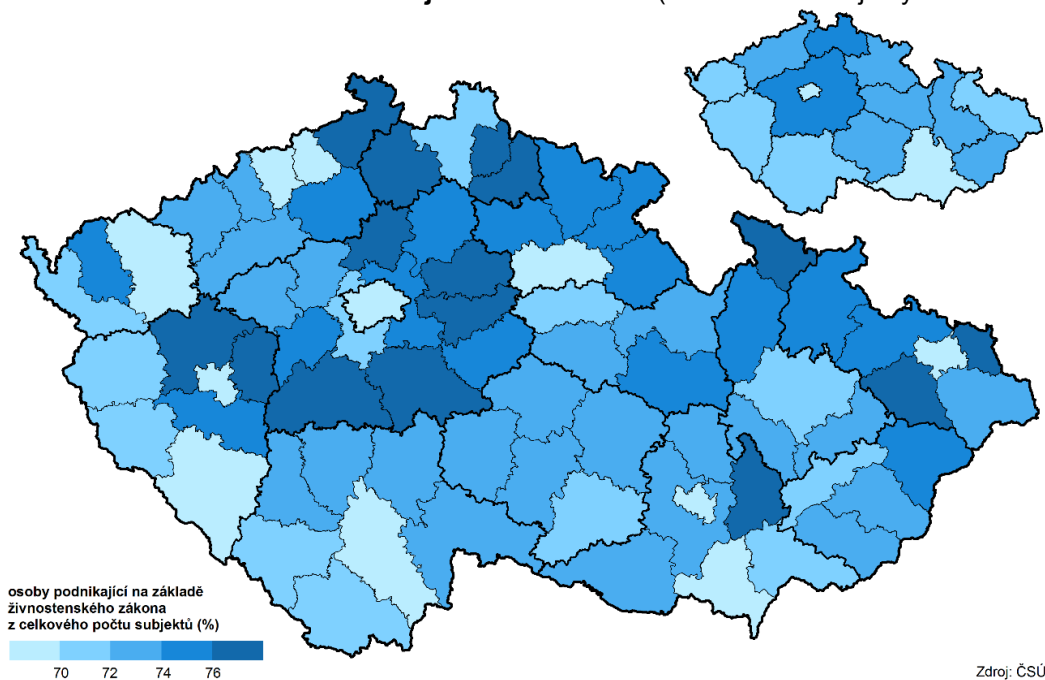 osoby podnikající na základě
živnostenského zákona
z celkového počtu subjektů (%)
70 72 74 76
Zdroj: ČSÚ